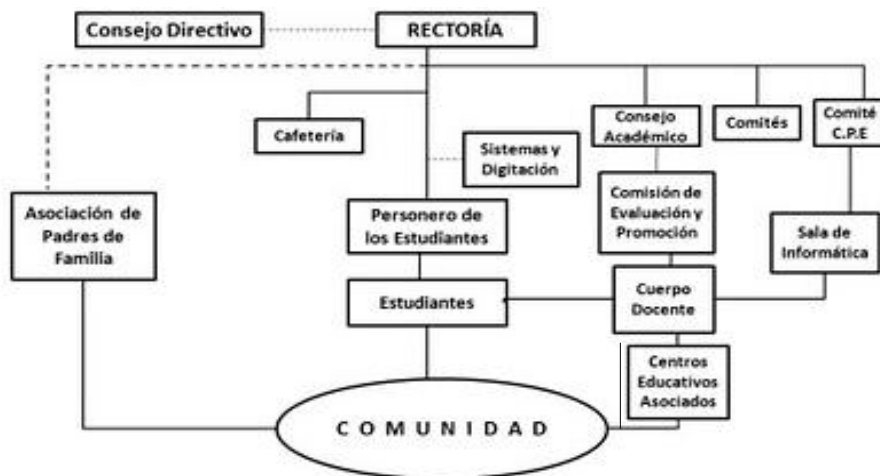 Consejo Directivo
RECTORÍA
Cafetería
Consejo
Académico
Comités
Comité
C.P.E
Sistemas y
Digitación
Asociación de
Padres de
Familia
Personero de
los Estudiantes
Comisión de
Evaluación y
Promoción
Sala de
Informática
Estudiantes
Cuerpo
Docente
Centros
Educativos
Asociados
COMUNIDAD